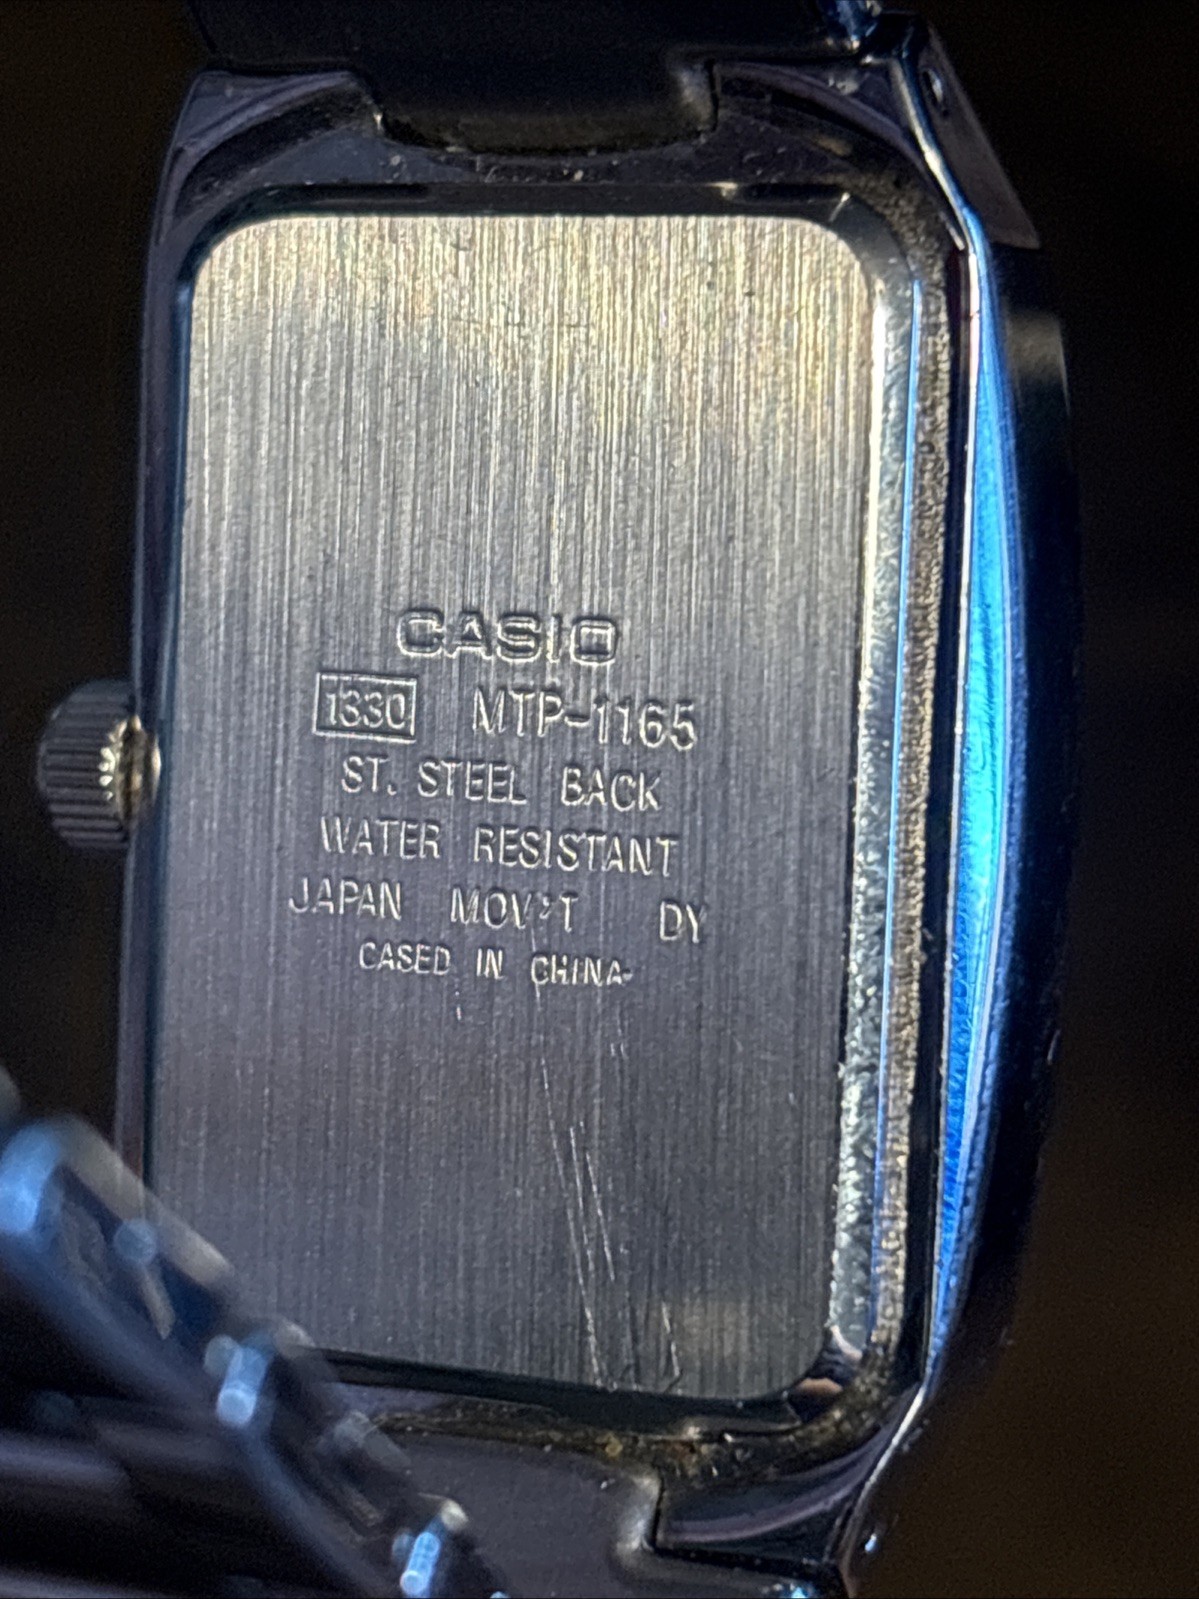 CASIO
1330 MTP-1165
ST. STEEL BACK
WATER RESISTANT
JAPAN MOV'T DY
CASED IN CHINA